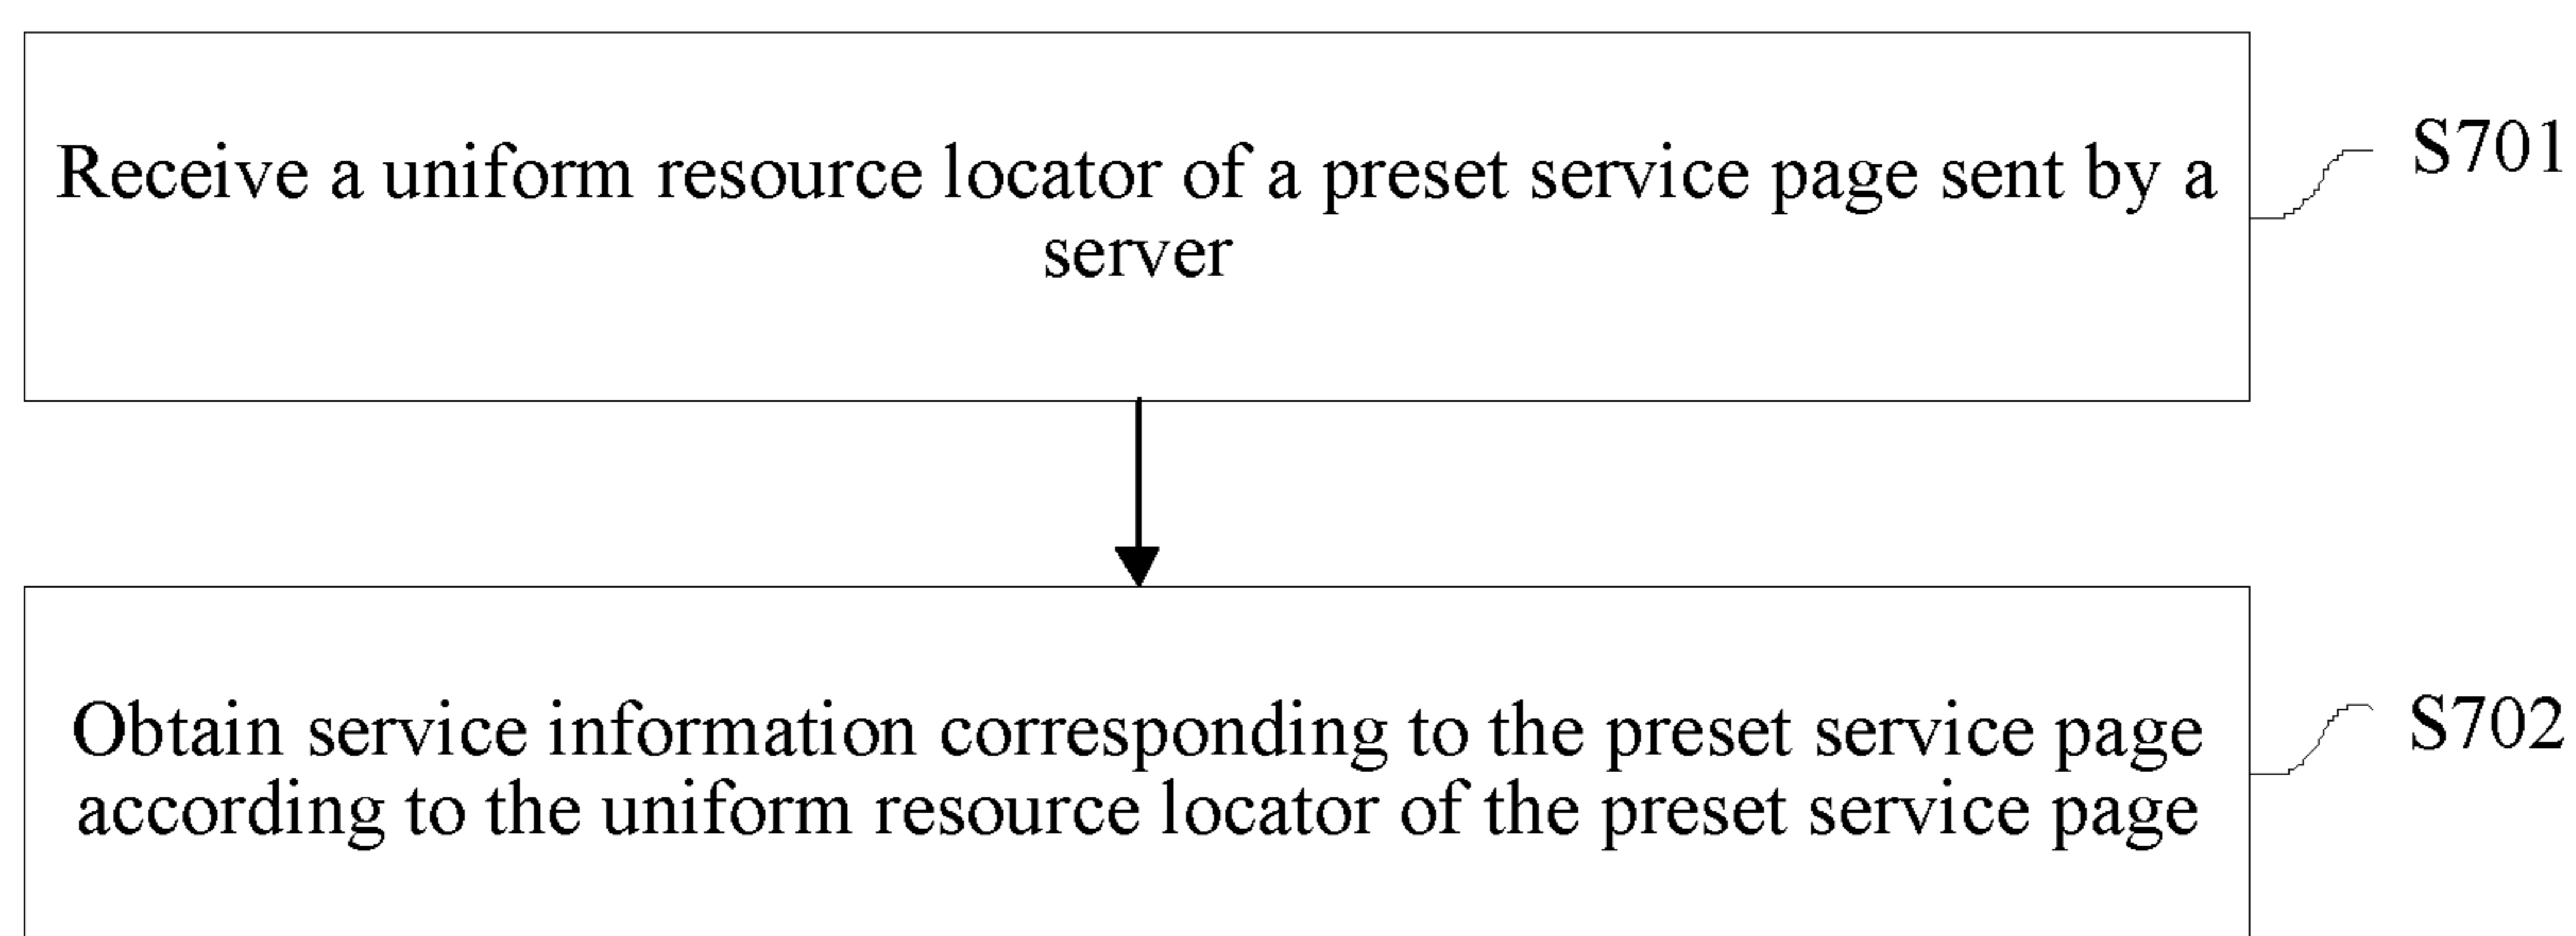 Receive a uniform resource locator of a preset service page sent by a
server
S701
Obtain service information corresponding to the preset service page
according to the uniform resource locator of the preset service page
S702